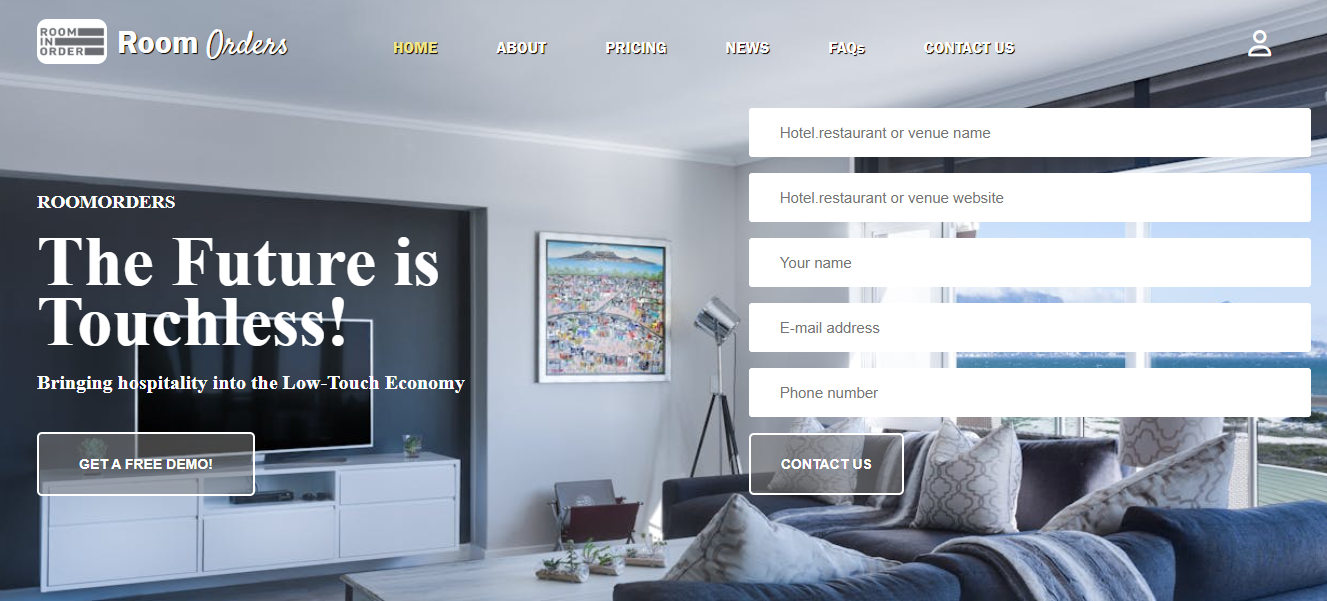 ROOM
IN
ORDER
Room Orders
HOME ABOUT PRICING NEWS FAQs CONTACT US
ROOMORDERS
The Future is
Touchless!
Bringing hospitality into the Low-Touch Economy
GET A FREE DEMO!
Hotel.restaurant or venue name
Hotel.restaurant or venue website
Your name
E-mail address
Phone number
CONTACT US